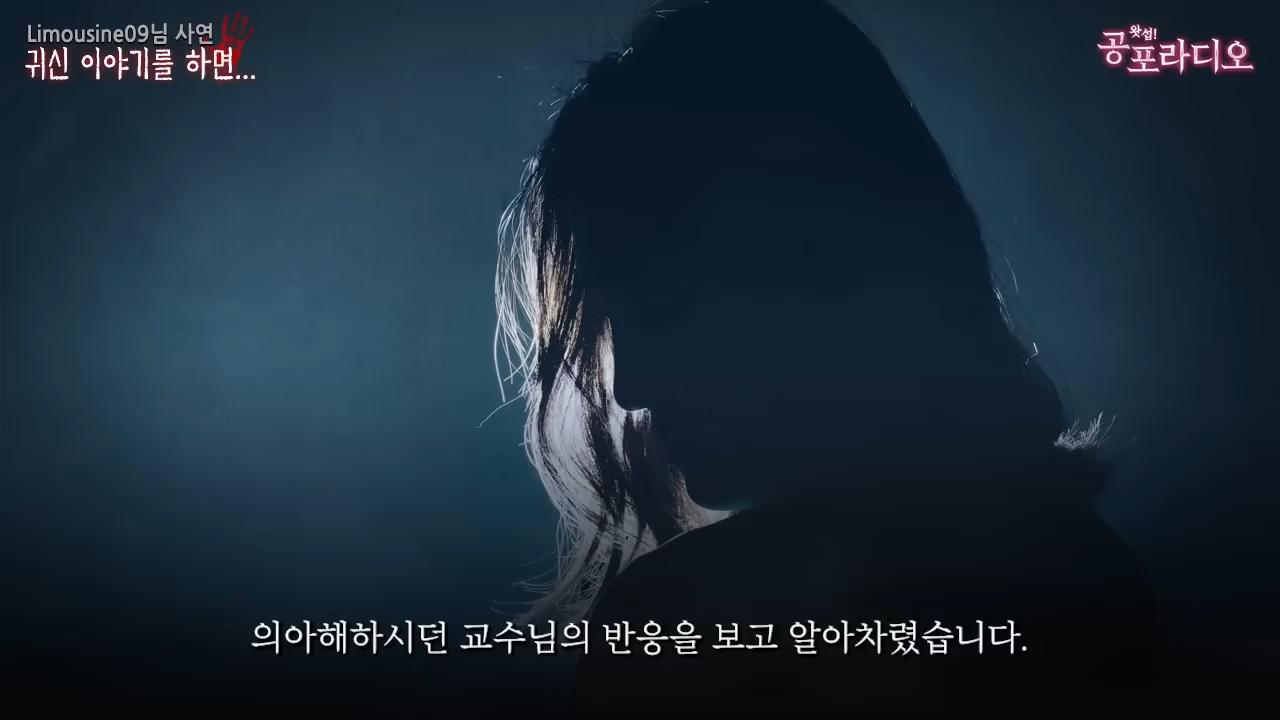 Limousine09님 사연
귀신 이야기를 하면...
왓섭!
공포라디오
의아해하시던 교수님의 반응을 보고 알아차렸습니다.